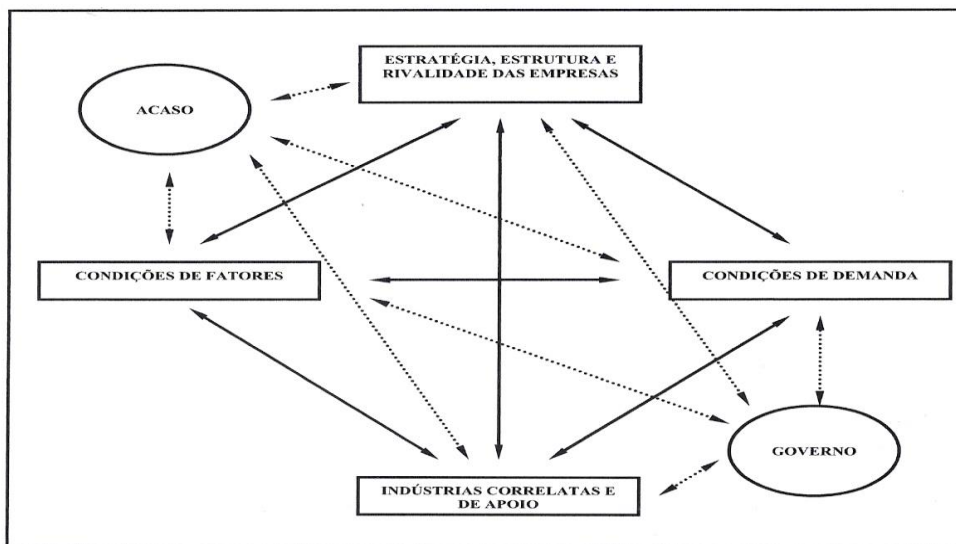 ESTRATÉGIA, ESTRUTURA E
RIVALIDADE DAS EMPRESAS
ACASO
CONDIÇÕES DE FATORES
CONDIÇÕES DE DEMANDA
GOVERNO
INDÚSTRIAS CORRELATAS E
DE APOIO